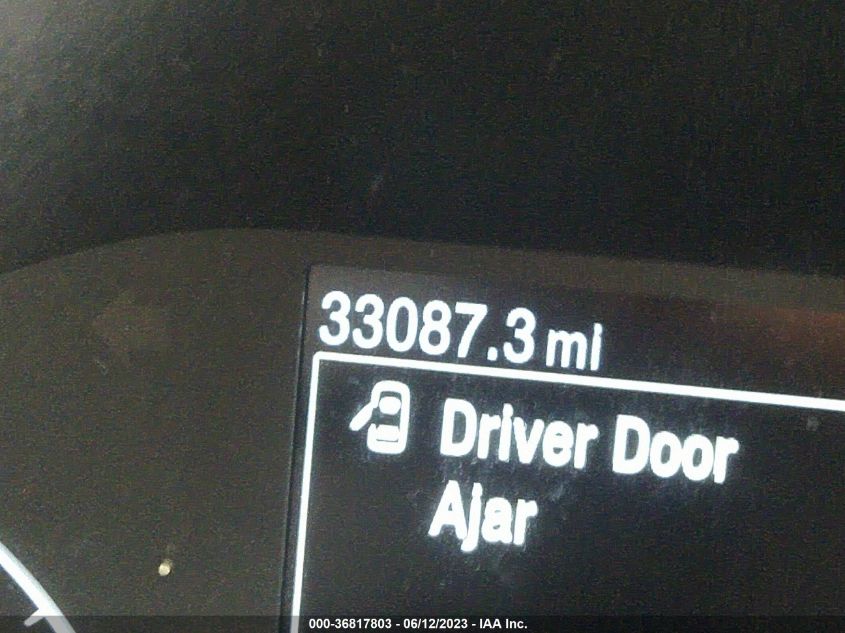 33087.3 mi
Driver Door
Ajar
000-36817803 - 06/12/2023 - IAA Inc.